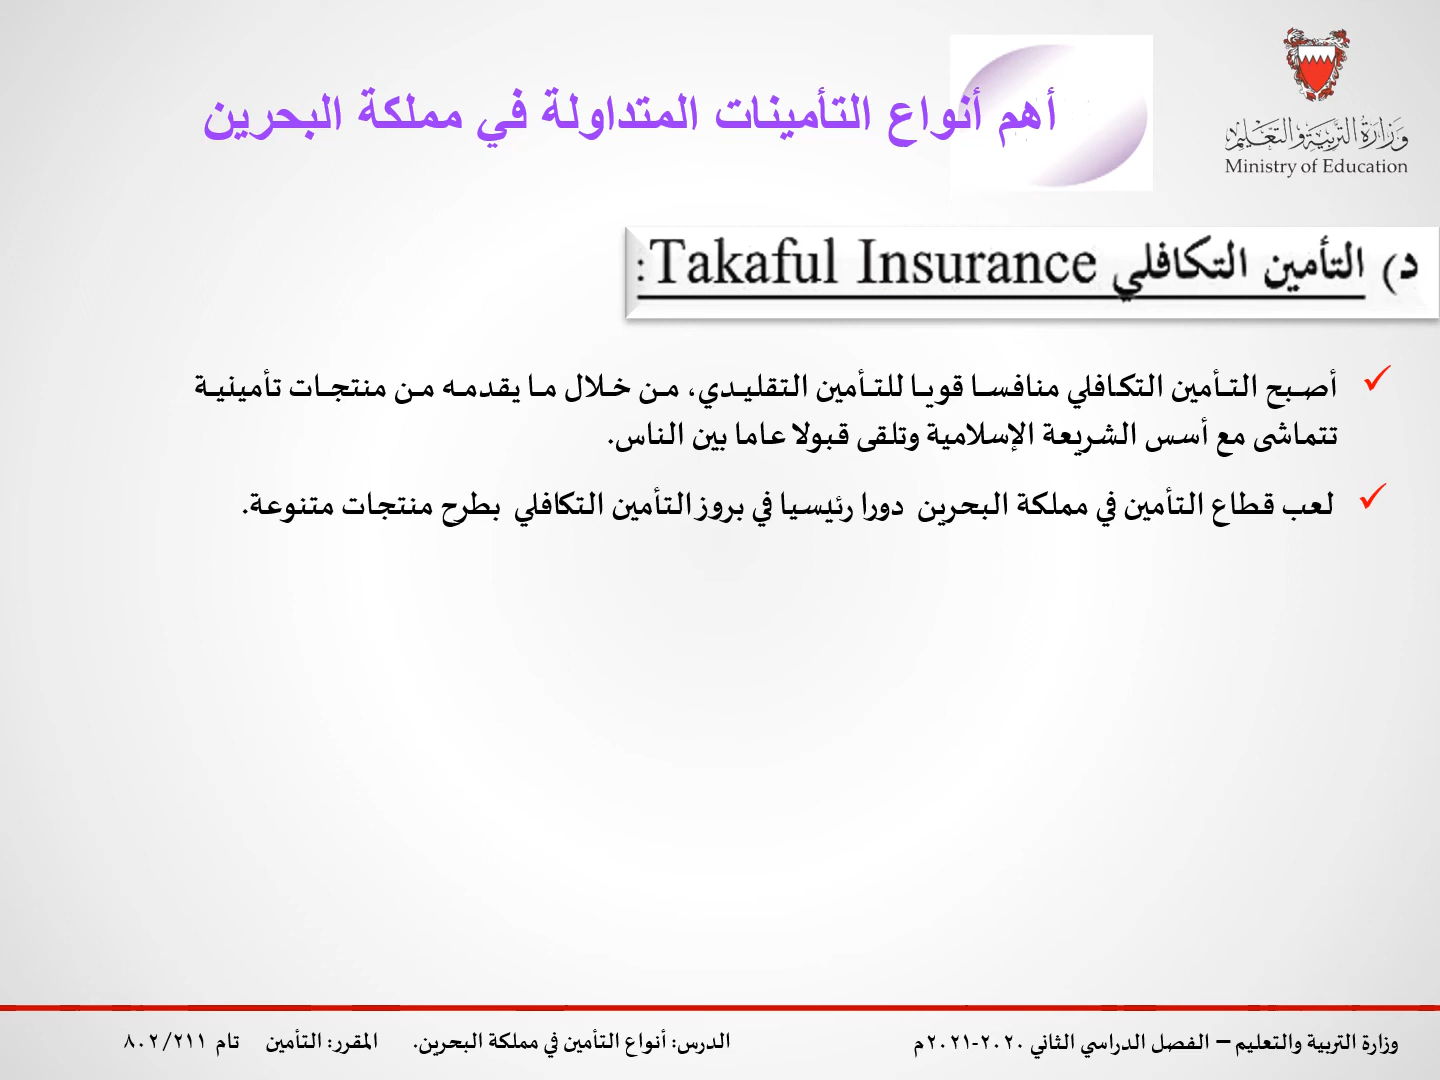 وزارة التربية والتعليم
Ministry of Education
أهم أنواع التأمينات المتداولة في مملكة البحرين
د) التأمين التكافلي Takaful Insurance:
✓ أصبح التأمين التكافلي منافسا قويا للتأمين التقليدي، من خلال ما يقدمه من منتجات تأمينية
تتماشى مع أسس الشريعة الإسلامية وتلقى قبولا عاما بين الناس.
✓ لعب قطاع التأمين في مملكة البحرين دورا رئيسيا في بروز التأمين التكافلي بطرح منتجات متنوعة.
وزارة التربية والتعليم – الفصل الدراسي الثاني ٢٠٢٠-٢٠٢١م الدرس: أنواع التأمين في مملكة البحرين. المقرر: التأمين تام ٢١١/٨٠٢